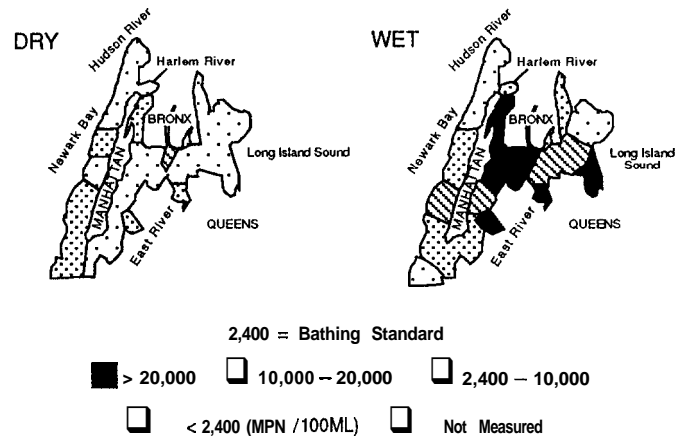 DRY
Hudson River
Harlem River
BRONX
Newark Bay
MANHATTAN
Long Island Sound
East River
QUEENS
WET
Hudson River
Harlem River
BRONX
Newark Bay
MANHATTAN
Long Island
Sound
East River
QUEENS
2,400 = Bathing Standard
> 20,000
10,000 – 20,000
2,400 – 10,000
< 2,400 (MPN /100ML)
Not Measured